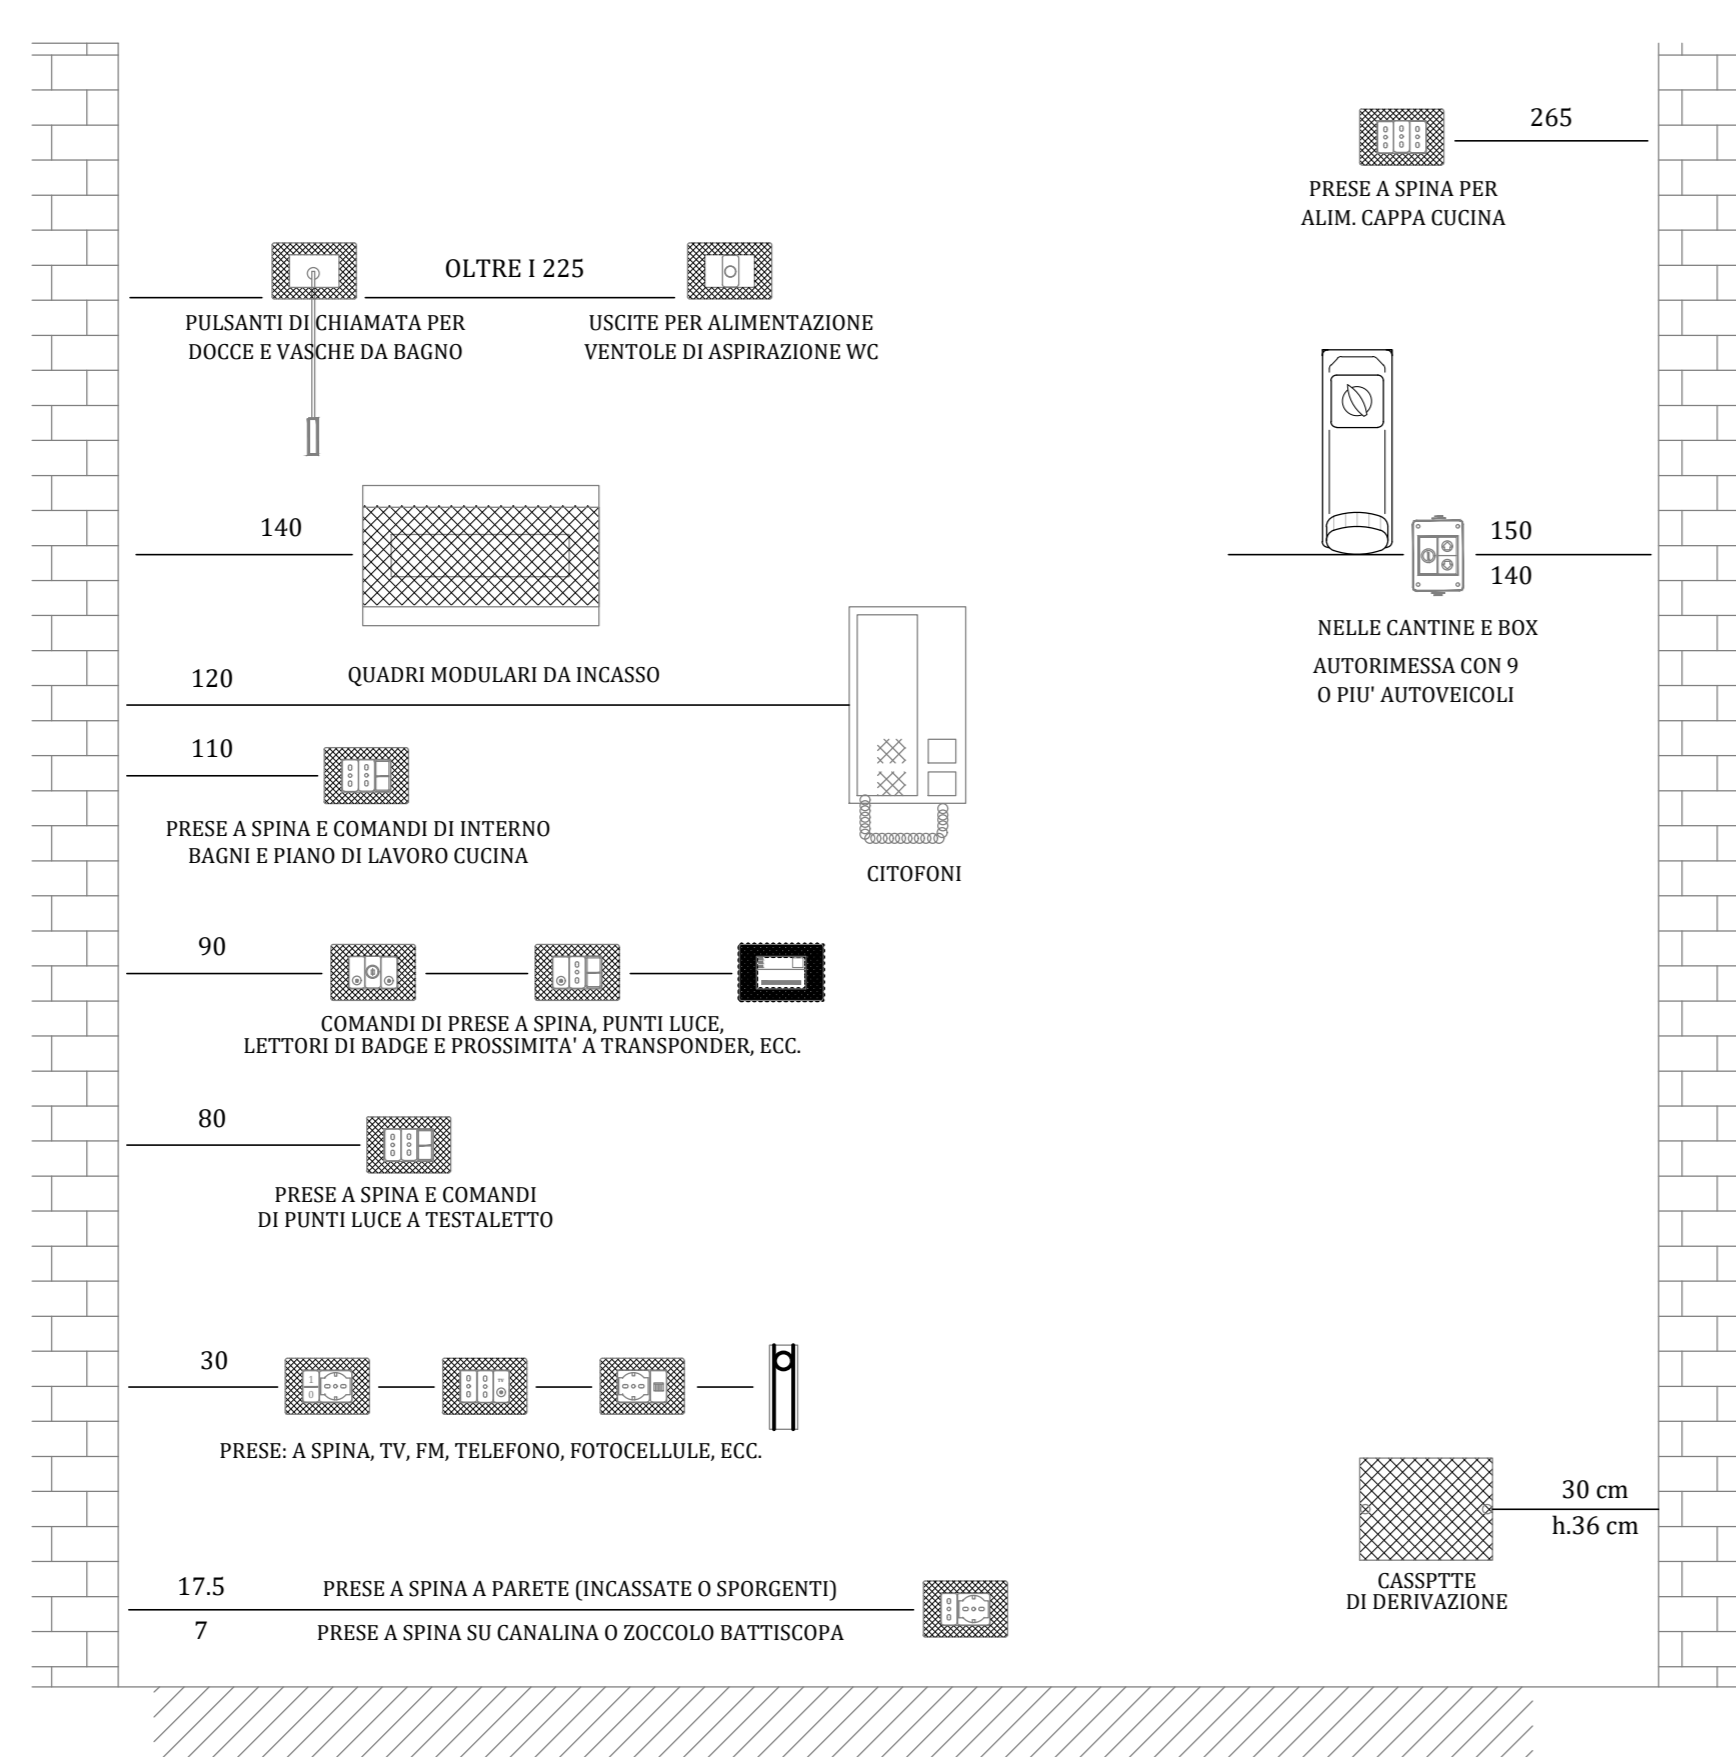 265
PRESE A SPINA PER
ALIM. CAPPA CUCINA
OLTRE I 225
PULSANTI DI CHIAMATA PER
DOCCE E VASCHE DA BAGNO
USCITE PER ALIMENTAZIONE
VENTOLE DI ASPIRAZIONE WC
140
QUADRI MODULARI DA INCASSO
150
140
NELLE CANTINE E BOX
AUTORIMESSA CON 9
O PIU' AUTOVEICOLI
120
CITOFONI
110
PRESE A SPINA E COMANDI DI INTERNO
BAGNI E PIANO DI LAVORO CUCINA
90
COMANDI DI PRESE A SPINA, PUNTI LUCE,
LETTORI DI BADGE E PROSSIMITA' A TRANSPONDER, ECC.
80
PRESE A SPINA E COMANDI
DI PUNTI LUCE A TESTALETTO
30
1
0
TV
PRESE: A SPINA, TV, FM, TELEFONO, FOTOCELLULE, ECC.
30 cm
h.36 cm
CASSPTTE
DI DERIVAZIONE
17.5
PRESE A SPINA A PARETE (INCASSATE O SPORGENTI)
7
PRESE A SPINA SU CANALINA O ZOCCOLO BATTISCOPA